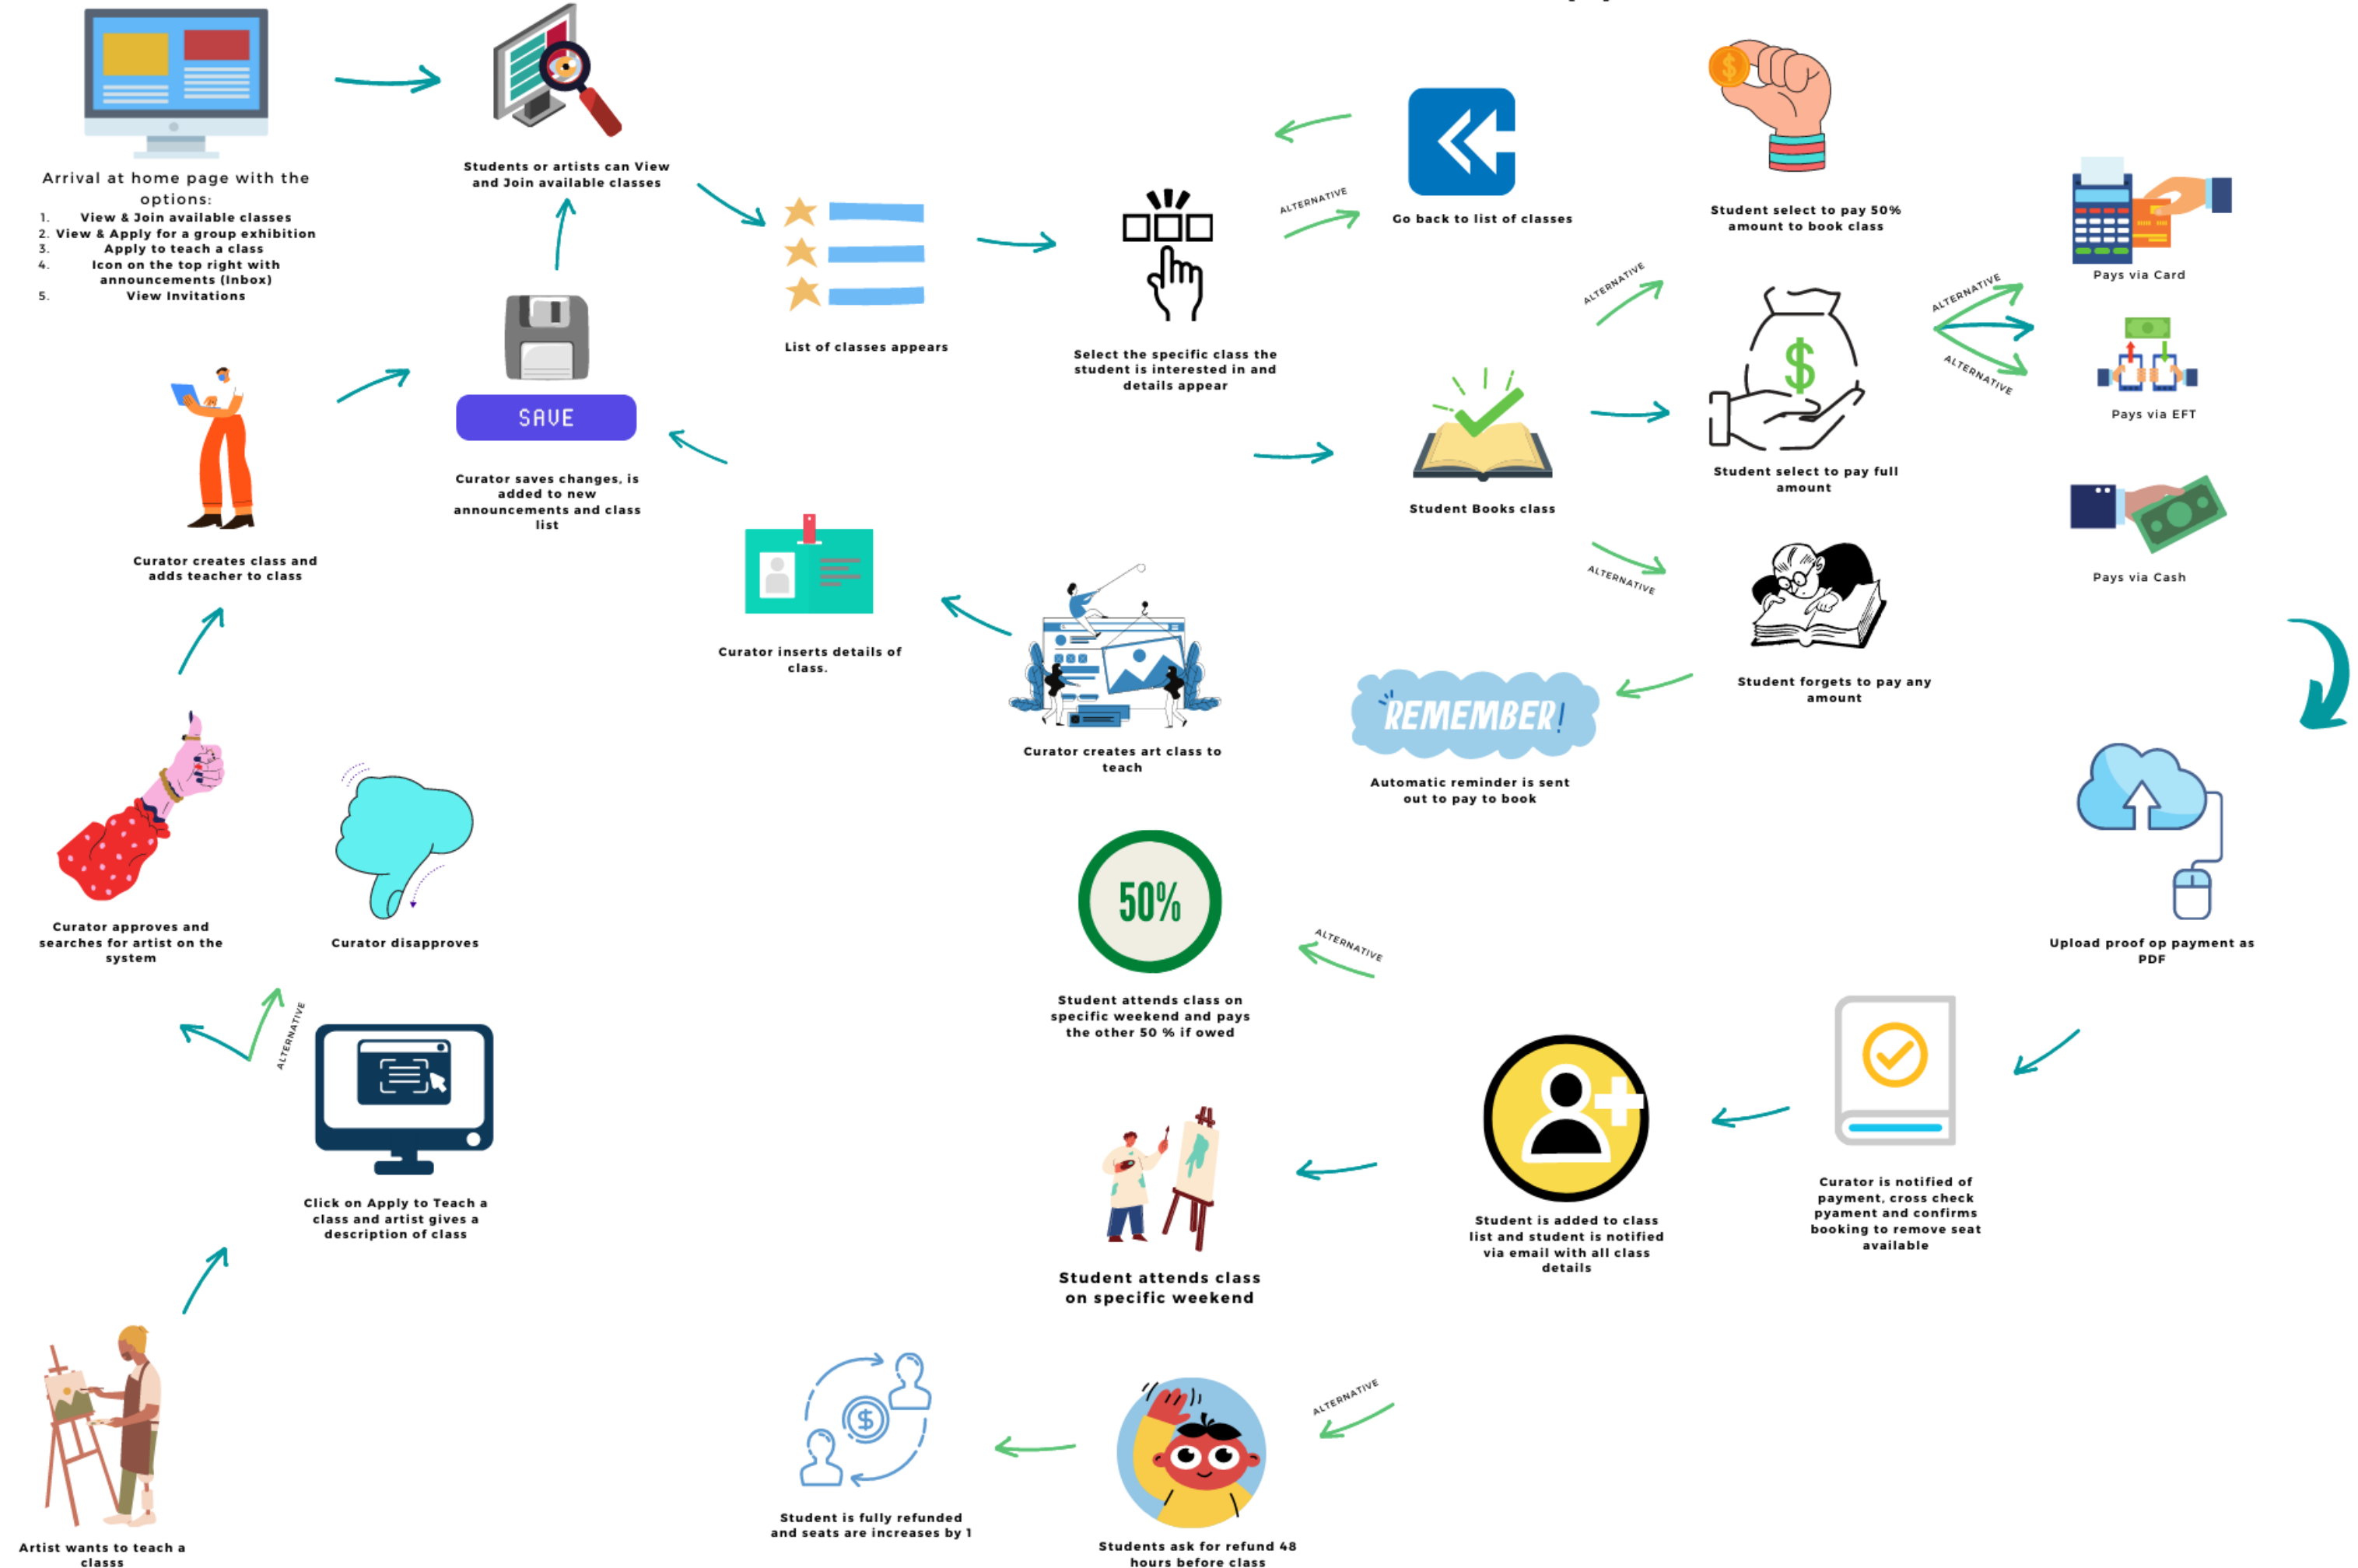 Arrival at home page with the
options:
1. View & Join available classes
2. View & Apply for a group exhibition
3. Apply to teach a class
4. Icon on the top right with
announcements (Inbox)
5. View Invitations
Students or artists can View
and Join available classes
List of classes appears
Select the specific class the
student is interested in and
details appear
ALTERNATIVE
Go back to list of classes
Student select to pay 50%
amount to book class
ALTERNATIVE
Student Books class
Student select to pay full
amount
ALTERNATIVE
ALTERNATIVE
Pays via Card
Pays via EFT
Pays via Cash
ALTERNATIVE
Student forgets to pay any
amount
REMEMBER!
Automatic reminder is sent
out to pay to book
SAVE
Curator saves changes, is
added to new
announcements and class
list
Curator creates class and
adds teacher to class
Curator inserts details of
class.
Curator creates art class to
teach
Curator approves and
searches for artist on the
system
Curator disapproves
ALTERNATIVE
Click on Apply to Teach a
class and artist gives a
description of class
Artist wants to teach a
classs
Upload proof op payment as
PDF
Curator is notified of
payment, cross check
pyament and confirms
booking to remove seat
available
Student is added to class
list and student is notified
via email with all class
details
ALTERNATIVE
50%
Student attends class on
specific weekend and pays
the other 50 % if owed
Student attends class
on specific weekend
ALTERNATIVE
Students ask for refund 48
hours before class
Student is fully refunded
and seats are increases by 1